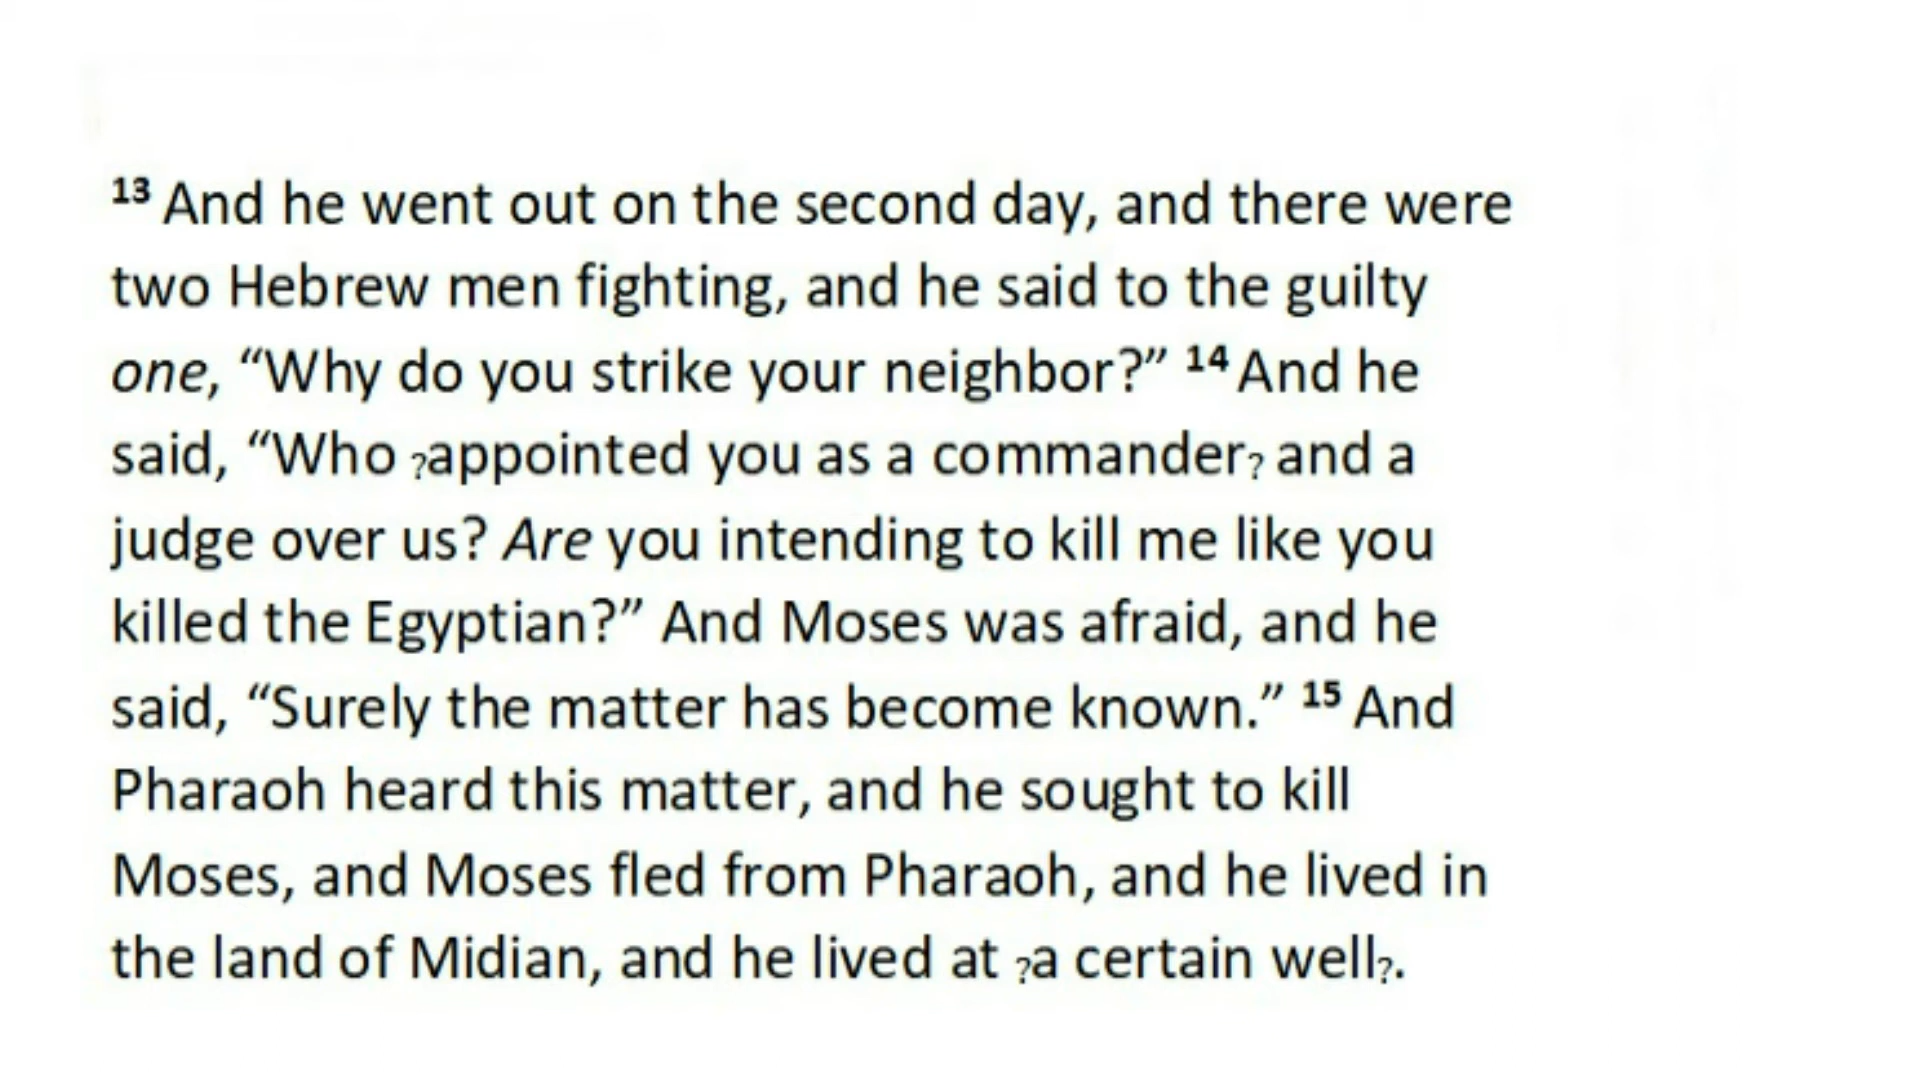 13 And he went out on the second day, and there were
two Hebrew men fighting, and he said to the guilty
one, “Why do you strike your neighbor?” 14 And he
said, “Who ?appointed you as a commander? and a
judge over us? Are you intending to kill me like you
killed the Egyptian?” And Moses was afraid, and he
said, “Surely the matter has become known.” 15 And
Pharaoh heard this matter, and he sought to kill
Moses, and Moses fled from Pharaoh, and he lived in
the land of Midian, and he lived at ?a certain well?.